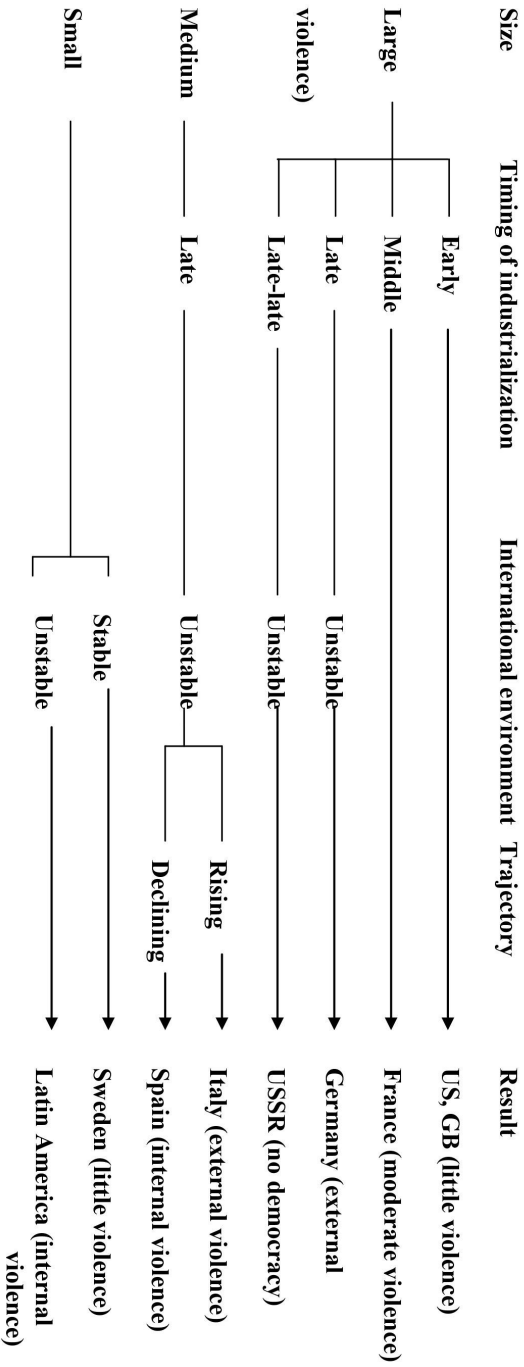 Size Timing of industrialization International environment Trajectory Result
Early US, GB (little violence)
Large Middle France (moderate violence)
Late Unstable Germany (external
violence)
Late-late Unstable USSR (no democracy)
Rising Italy (external violence)
Medium Late Unstable
Declining Spain (internal violence)
Stable Sweden (little violence)
Small
Unstable Latin America (internal
violence)